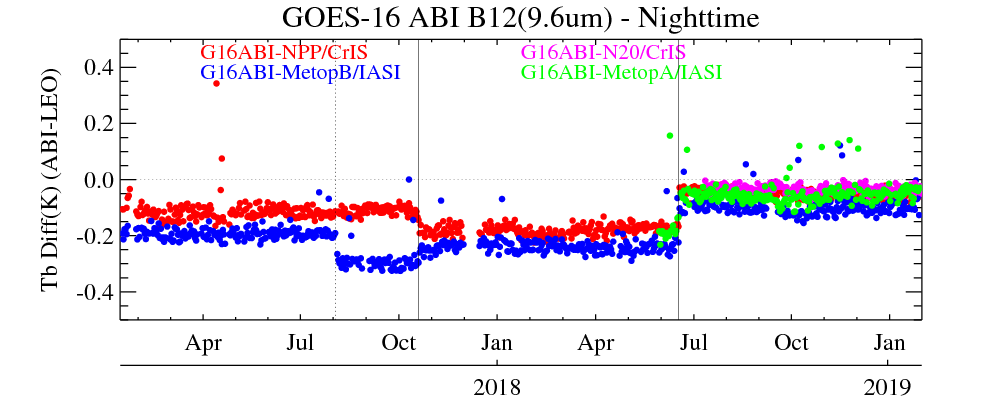 GOES-16 ABI B12(9.6um) - Nighttime
G16ABI-NPP/CrIS
G16ABI-N20/CrIS
G16ABI-MetopB/IASI
G16ABI-MetopA/IASI
Tb Diff(K) (ABI-LEO)
0.4
0.2
0.0
-0.2
-0.4
Apr Jul Oct Jan Apr Jul Oct Jan
2018 2019